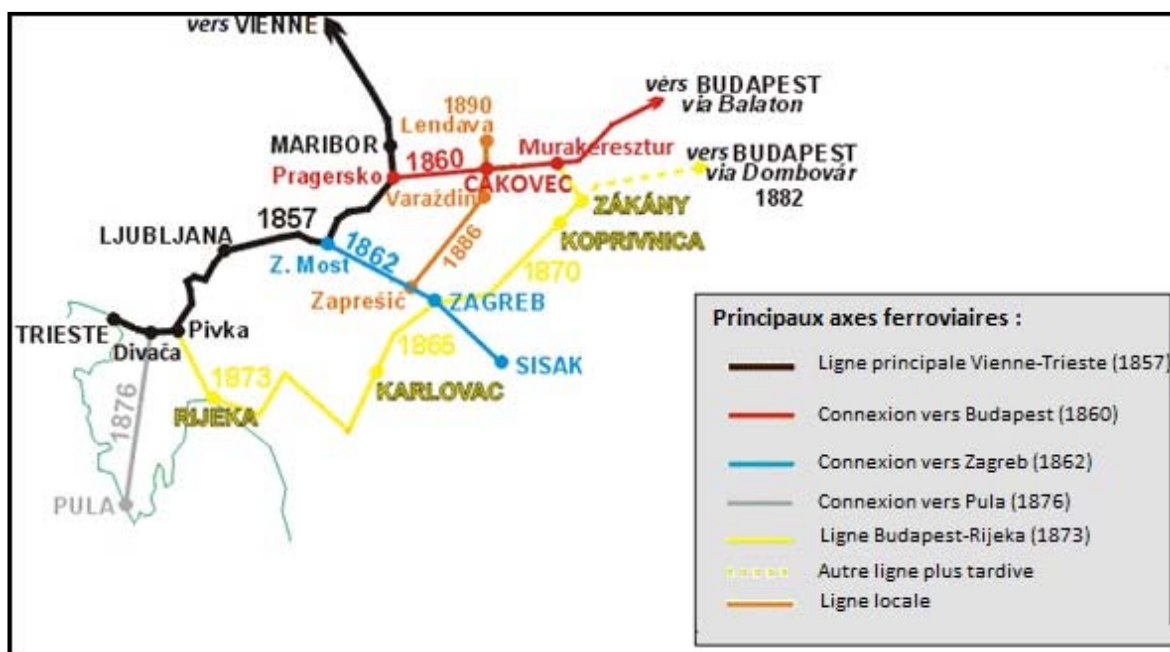 vers VIENNE
vers BUDAPEST
via Balaton
1890
Lendava
MARIBOR
Murakeresztur
vers BUDAPEST
via Dombovár
1882
Pragersko
1860
CAKOVEC
Varaždin
ZÁKÁNY
1857
KOPRIVNICA
LJUBLJANA
1862
1886
Z. Most
1870
Zaprešič
ZAGREB
TRIESTE
Pivka
Divača
1865
SISAK
1873
KARLOVAC
1876
RIJEKA
PULA
Principaux axes ferroviaires :
Ligne principale Vienne-Trieste (1857)
Connexion vers Budapest (1860)
Connexion vers Zagreb (1862)
Connexion vers Pula (1876)
Ligne Budapest-Rijeka (1873)
Autre ligne plus tardive
Ligne locale